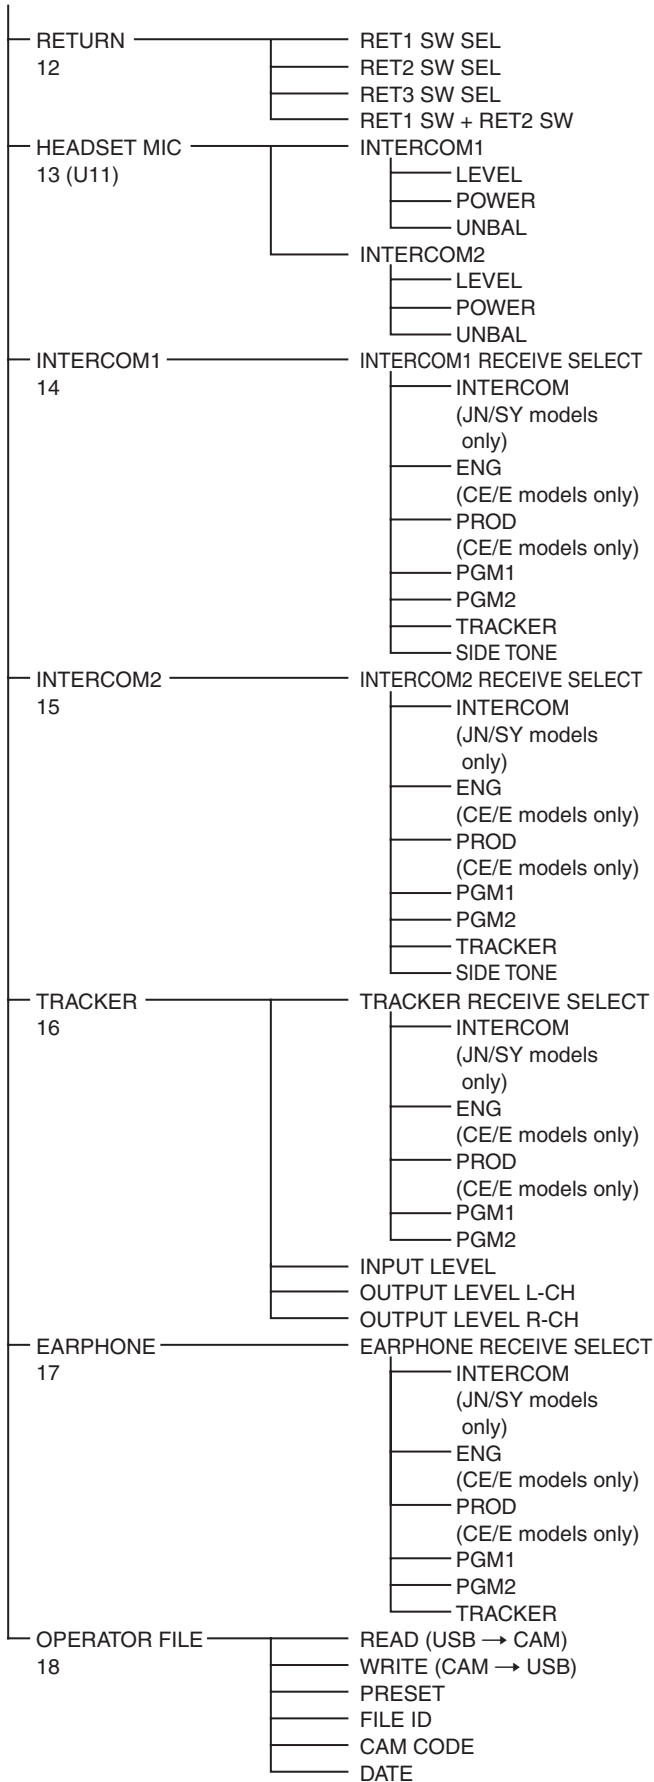 RETURN
12
RET1 SW SEL
RET2 SW SEL
RET3 SW SEL
RET1 SW + RET2 SW
HEADSET MIC
13 (U11)
INTERCOM1
LEVEL
POWER
UNBAL
INTERCOM2
LEVEL
POWER
UNBAL
INTERCOM1
14
INTERCOM1 RECEIVE SELECT
INTERCOM
(JN/SY models
only)
ENG
(CE/E models only)
PROD
(CE/E models only)
PGM1
PGM2
TRACKER
SIDE TONE
INTERCOM2
15
INTERCOM2 RECEIVE SELECT
INTERCOM
(JN/SY models
only)
ENG
(CE/E models only)
PROD
(CE/E models only)
PGM1
PGM2
TRACKER
SIDE TONE
TRACKER
16
TRACKER RECEIVE SELECT
INTERCOM
(JN/SY models
only)
ENG
(CE/E models only)
PROD
(CE/E models only)
PGM1
PGM2
INPUT LEVEL
OUTPUT LEVEL L-CH
OUTPUT LEVEL R-CH
EARPHONE
17
EARPHONE RECEIVE SELECT
INTERCOM
(JN/SY models
only)
ENG
(CE/E models only)
PROD
(CE/E models only)
PGM1
PGM2
TRACKER
OPERATOR FILE
18
READ (USB → CAM)
WRITE (CAM → USB)
PRESET
FILE ID
CAM CODE
DATE